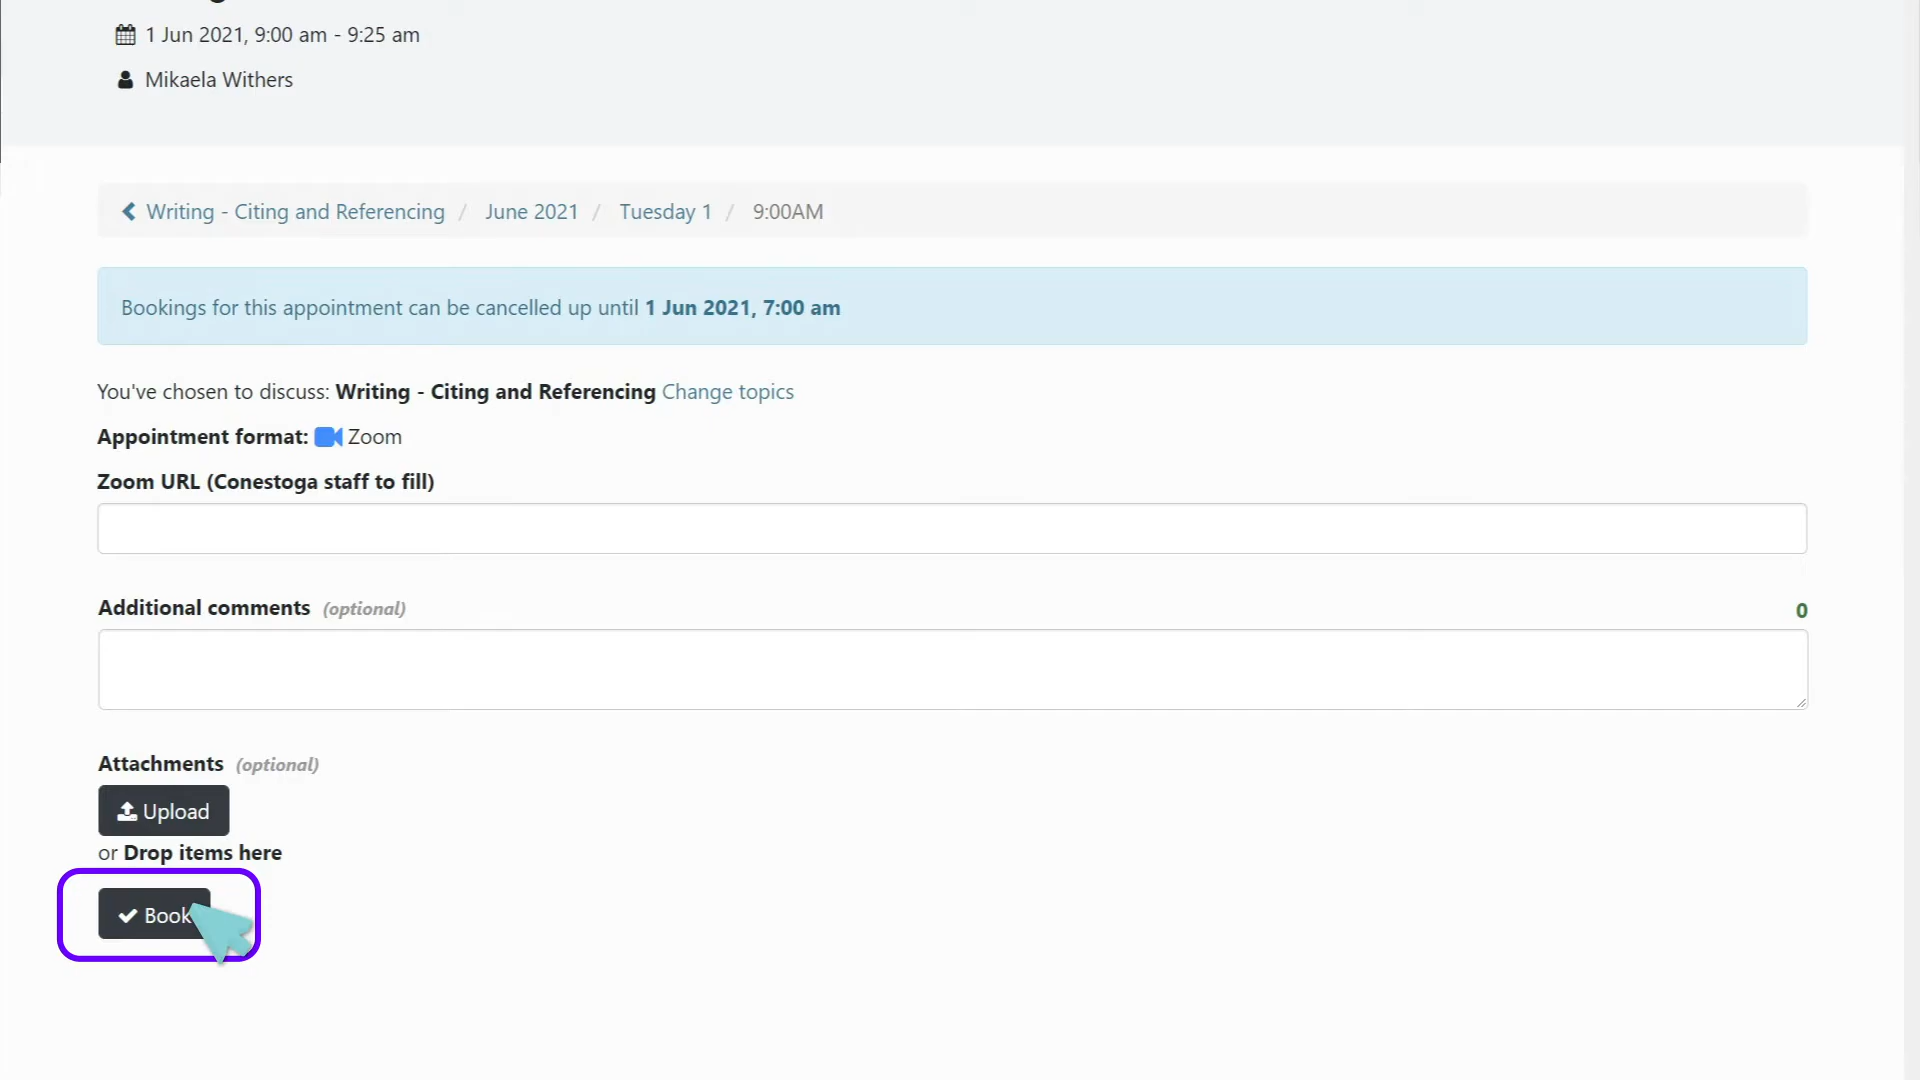 1 Jun 2021, 9:00 am - 9:25 am
Mikaela Withers
Writing - Citing and Referencing / June 2021 / Tuesday 1 / 9:00AM
Bookings for this appointment can be cancelled up until 1 Jun 2021, 7:00 am
You've chosen to discuss: Writing - Citing and Referencing Change topics
Appointment format: Zoom
Zoom URL (Conestoga staff to fill)
Additional comments (optional) 0
Attachments (optional)
Upload
or Drop items here
Book